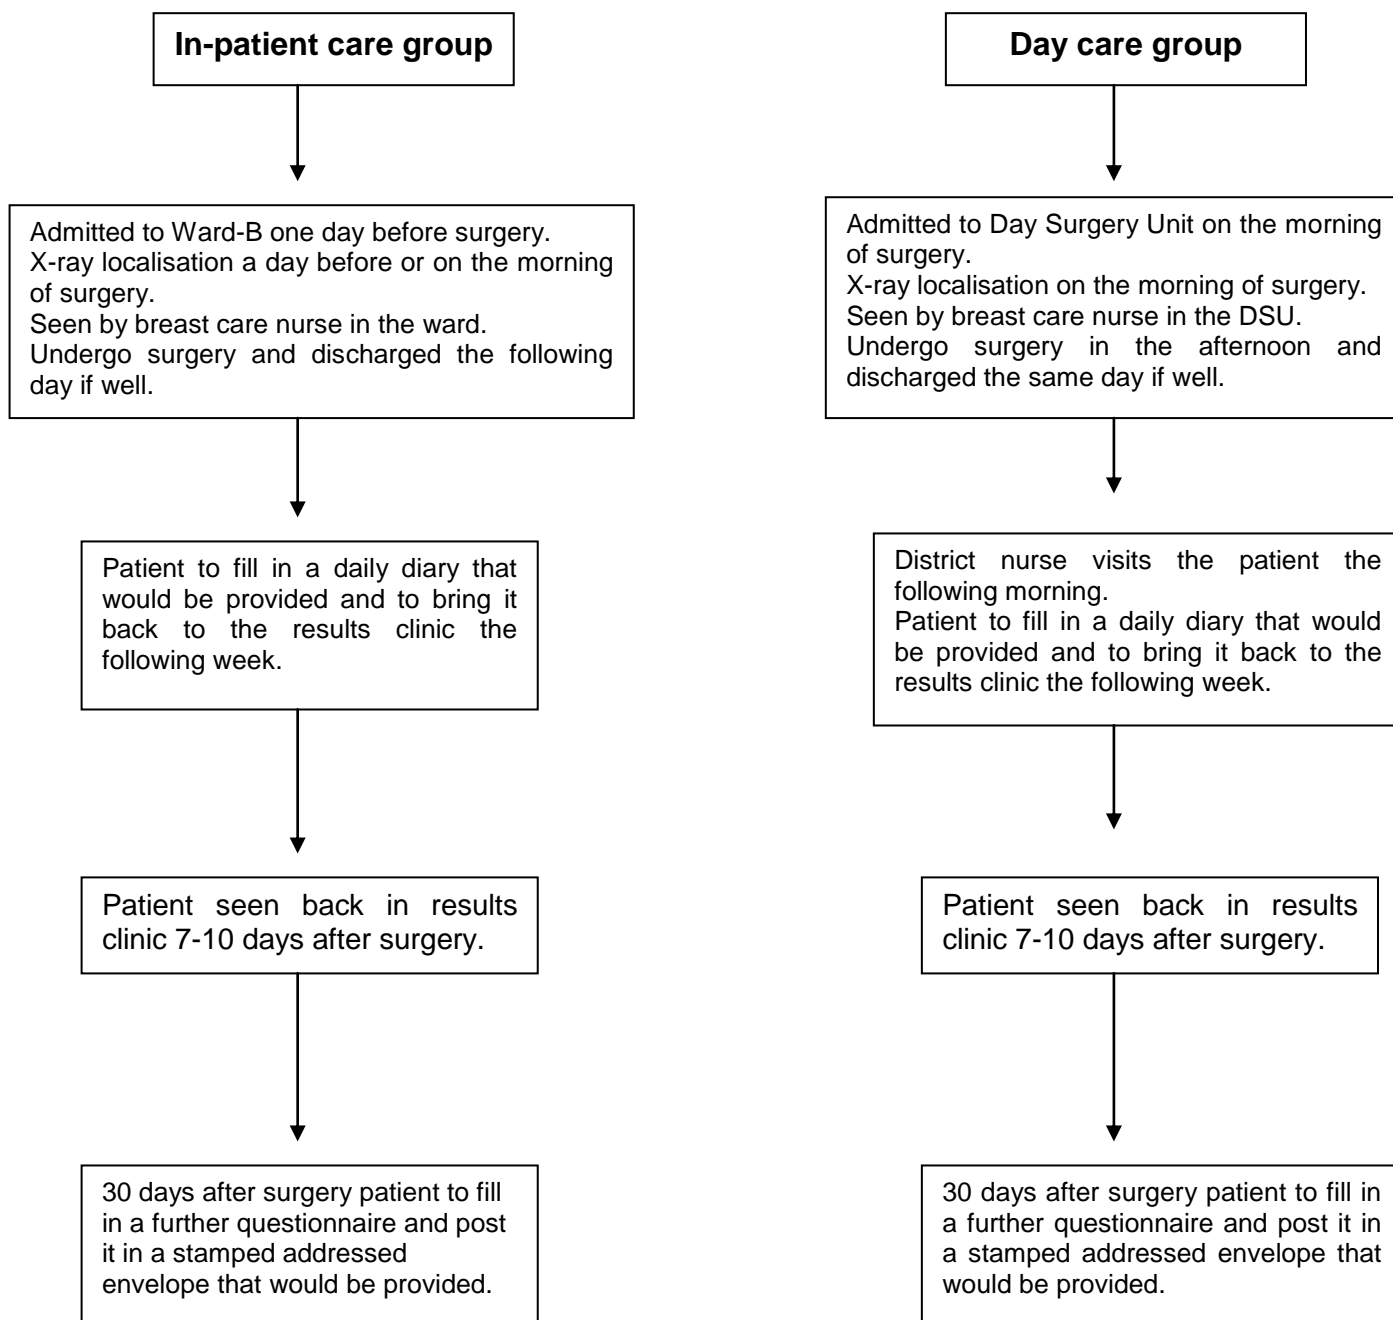 In-patient care group
Admitted to Ward-B one day before surgery.
X-ray localisation a day before or on the morning
of surgery.
Seen by breast care nurse in the ward.
Undergo surgery and discharged the following
day if well.
Patient to fill in a daily diary that
would be provided and to bring it
back to the results clinic the
following week.
Patient seen back in results
clinic 7-10 days after surgery.
30 days after surgery patient to fill
in a further questionnaire and post
it in a stamped addressed
envelope that would be provided.
Day care group
Admitted to Day Surgery Unit on the morning
of surgery.
X-ray localisation on the morning of surgery.
Seen by breast care nurse in the DSU.
Undergo surgery in the afternoon and
discharged the same day if well.
District nurse visits the patient the
following morning.
Patient to fill in a daily diary that would
be provided and to bring it back to the
results clinic the following week.
Patient seen back in results
clinic 7-10 days after surgery.
30 days after surgery patient to fill in
a further questionnaire and post it in
a stamped addressed envelope that
would be provided.